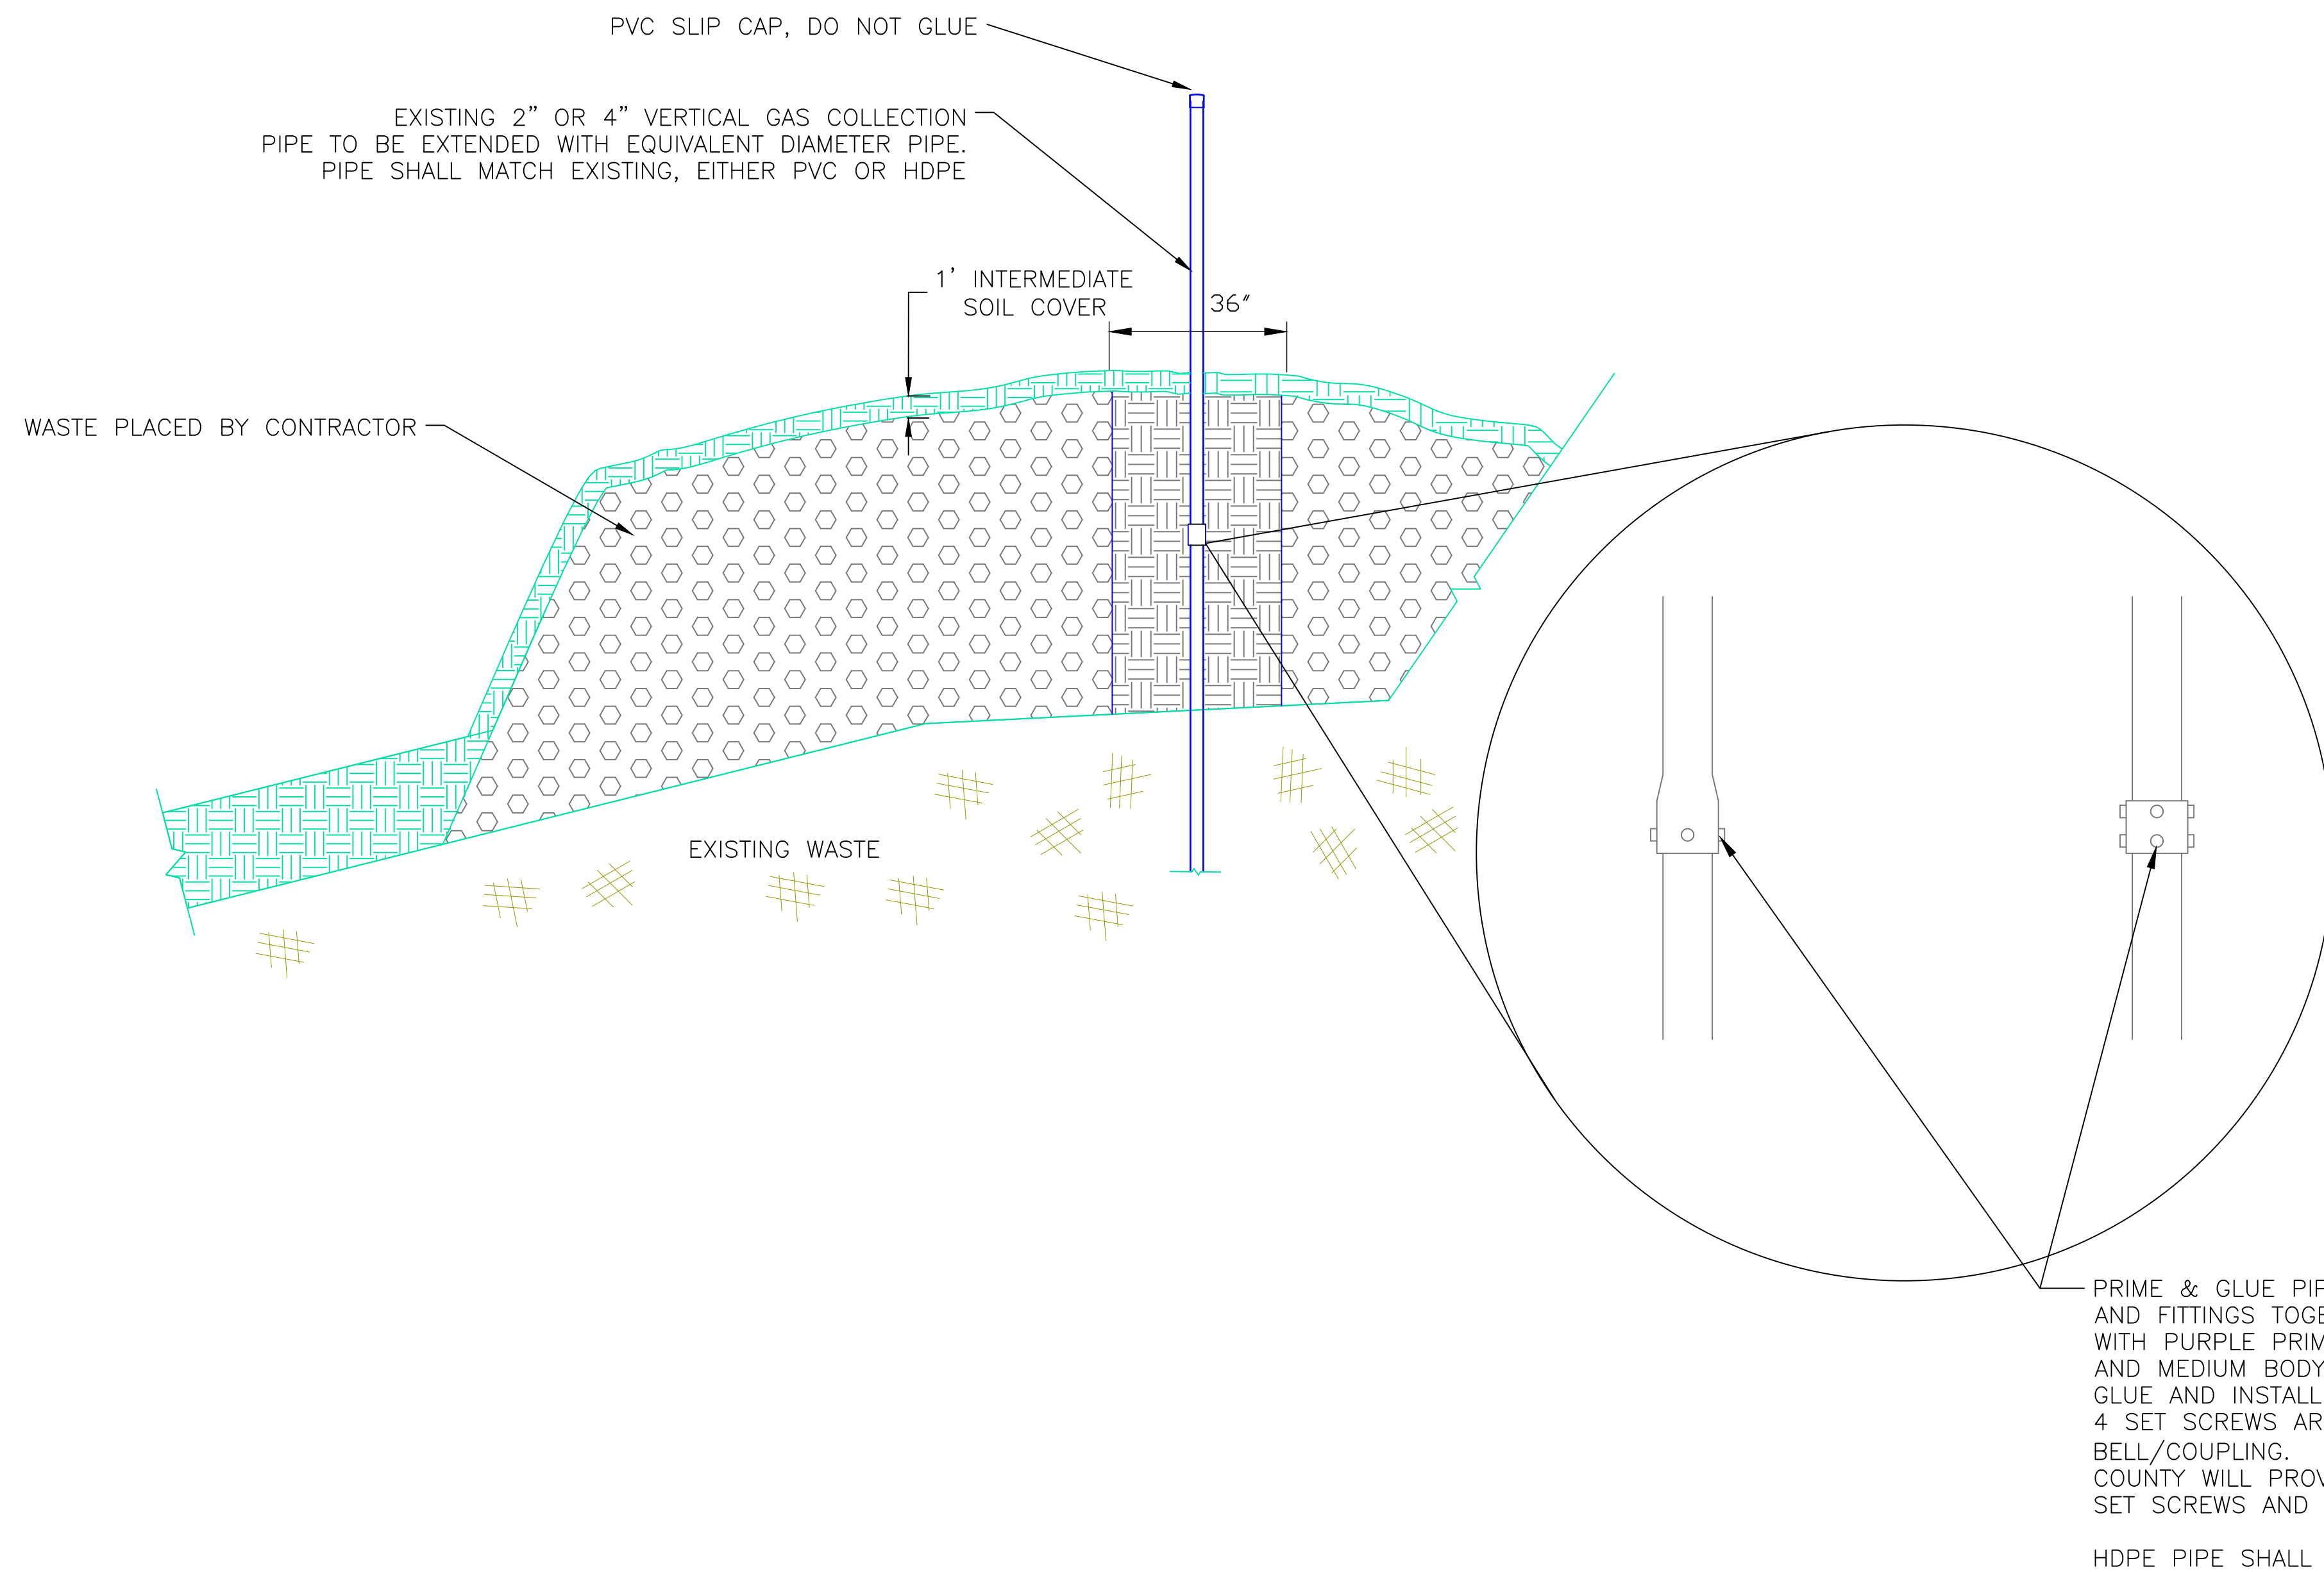 PVC SLIP CAP, DO NOT GLUE
EXISTING 2" OR 4" VERTICAL GAS COLLECTION
PIPE TO BE EXTENDED WITH EQUIVALENT DIAMETER PIPE.
PIPE SHALL MATCH EXISTING, EITHER PVC OR HDPE
1' INTERMEDIATE
SOIL COVER
36"
WASTE PLACED BY CONTRACTOR
EXISTING WASTE
PRIME & GLUE
AND FITTINGS
WITH PURPLE
AND MEDIUM BODY
GLUE AND INSTALL
4 SET SCREWS
BELL/COUPLING.
COUNTY WILL
SET SCREWS AND
HDPE PIPE SHALL